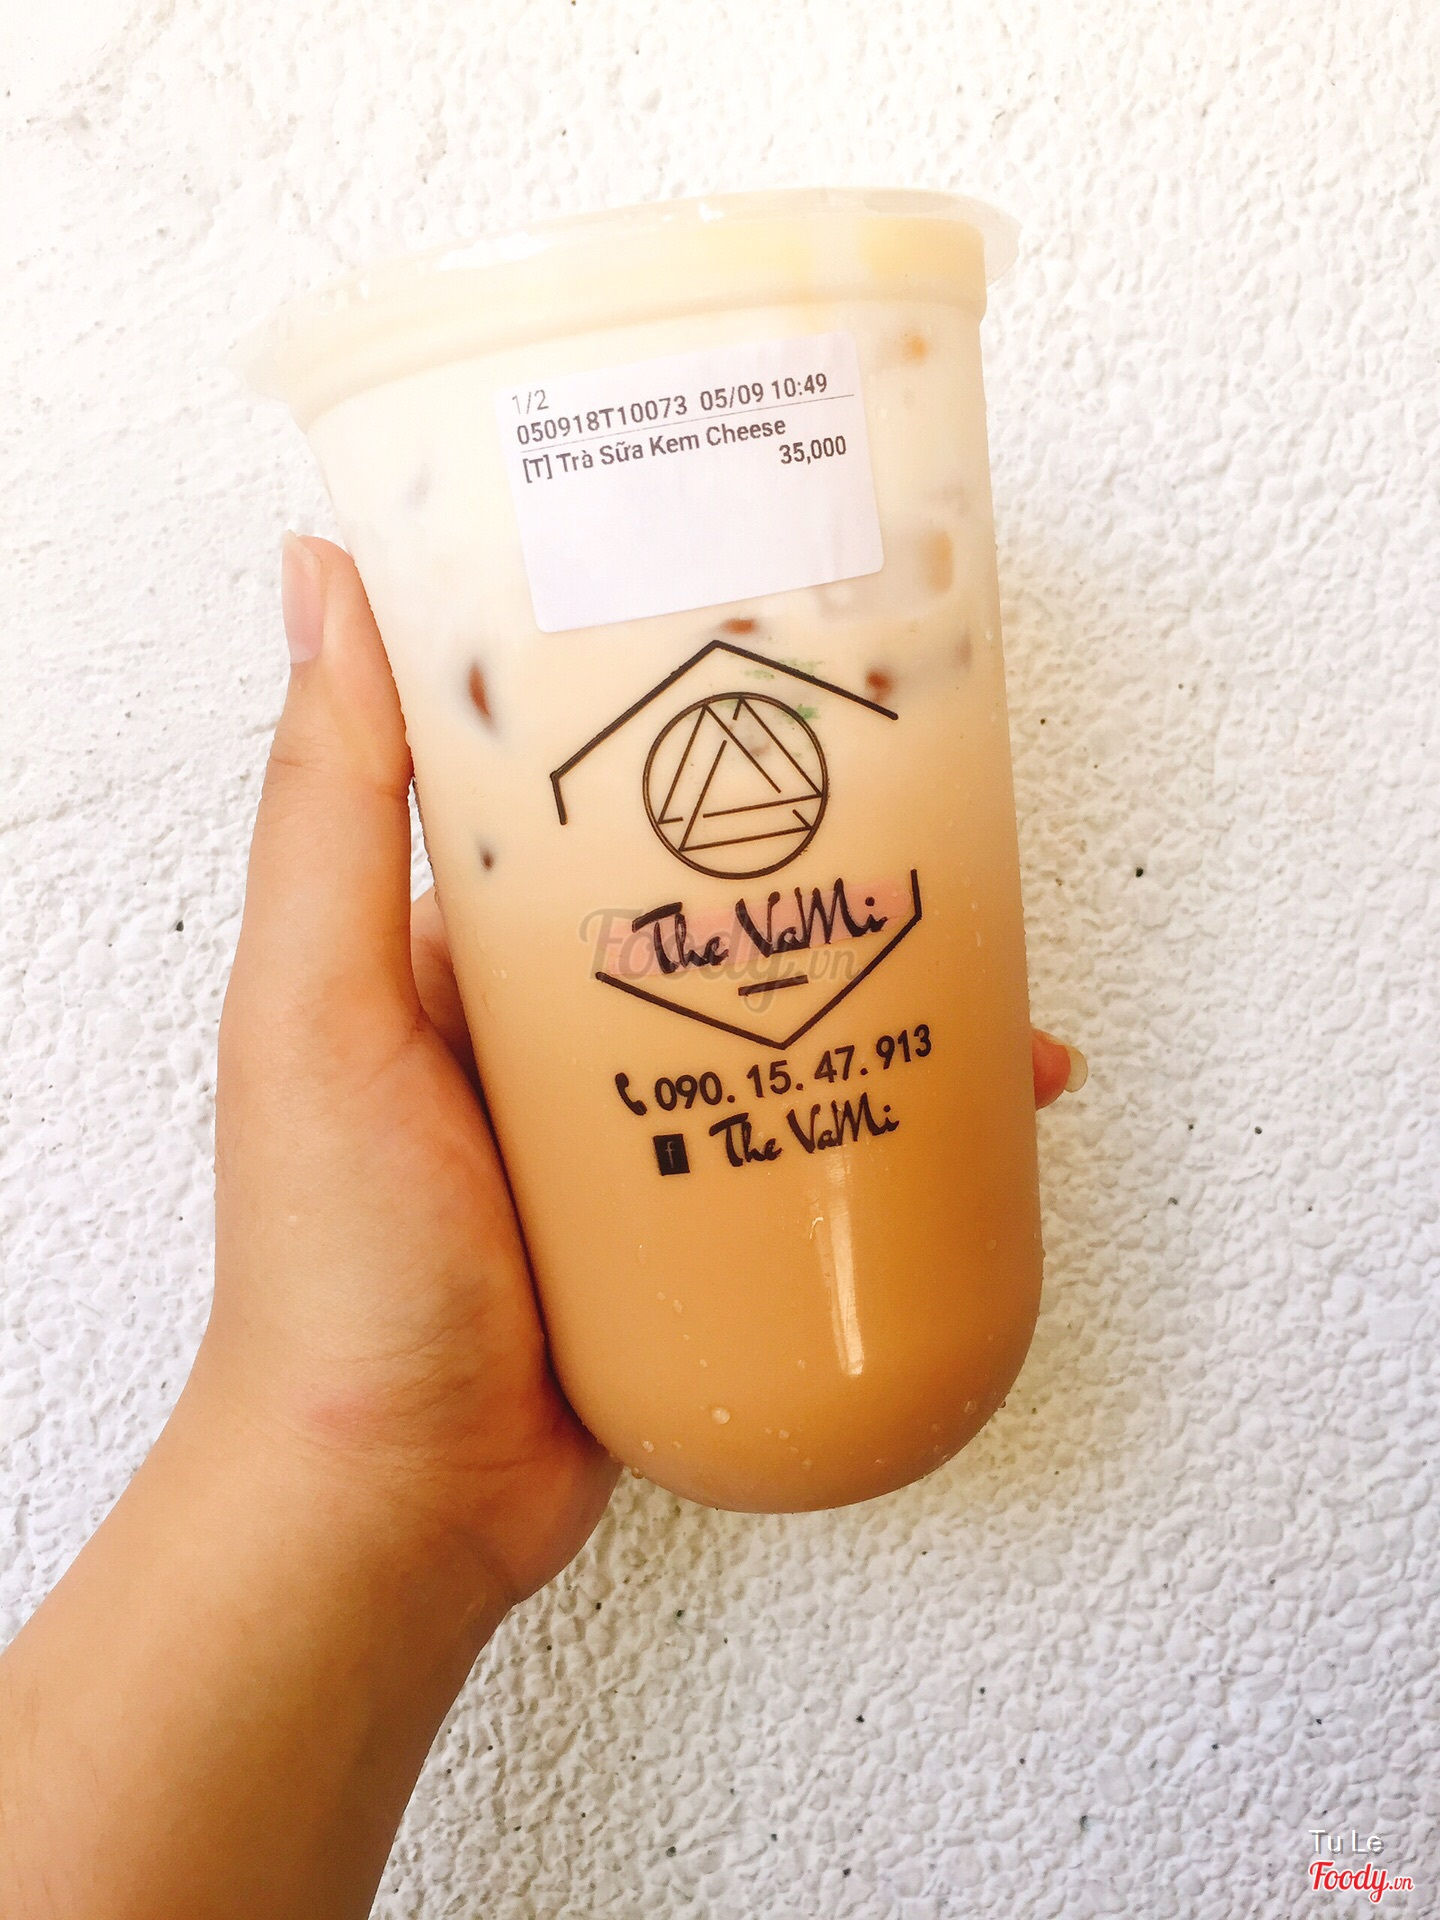 1/2
050918T10073 05/09 10:49
[T] Trà Sữa Kem Cheese
35,000
The VaMi
Foody.vn
090. 15. 47. 913
f The VaMi
Tu Le
Foody.vn